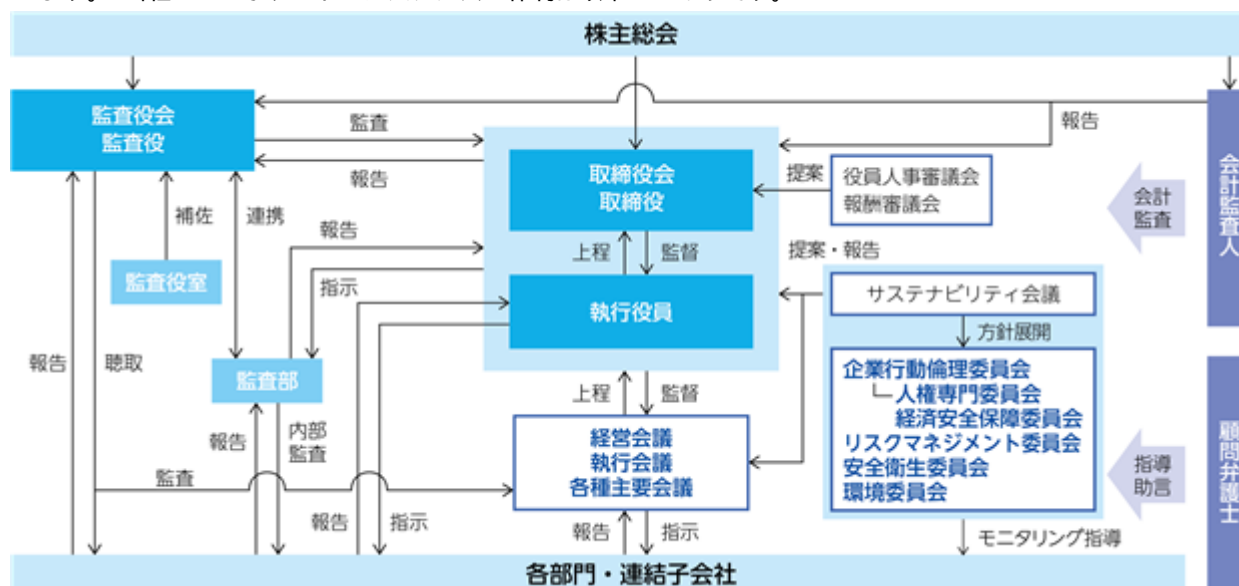 株主総会
監査役会
監査役
監査
報告
報告
取締役会
取締役
提案
役員人事審議会
報酬審議会
会計
監査
会計監査人
補佐
連携
報告
上程
監督
提案・報告
監査役室
指示
執行役員
サステナビリティ会議
方針展開
報告
聴取
監査部
企業行動倫理委員会
人権専門委員会
経済安全保障委員会
リスクマネジメント委員会
安全衛生委員会
環境委員会
上程
監督
報告
内部
監査
経営会議
執行会議
各種主要会議
指導
助言
顧問弁護士
監査
報告
指示
報告
指示
モニタリング指導
各部門・連結子会社